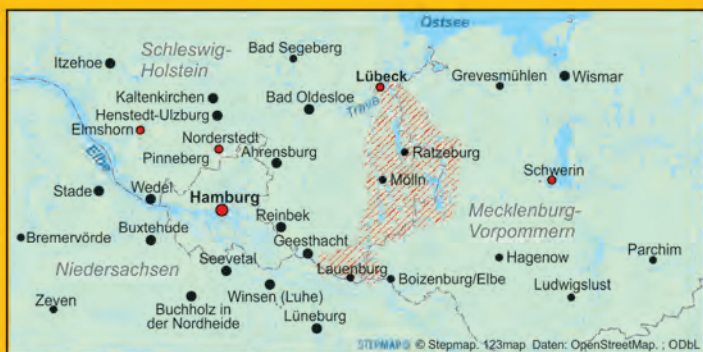 Ostsee
Schleswig-
Holstein
Bad Segeberg
Itzehoe
Lübeck
Grevesmühlen
Wismar
Kaltenkirchen
Trave
Henstedt-Ulzburg
Bad Oldesloe
Elmshorn
Norderstedt
Elbe
Pinneberg
Ahrensburg
Ratzeburg
Schwerin
Mölln
Stade
Wedel
Hamburg
Mecklenburg-
Vorpommern
Reinbek
Bremervörde
Buxtehude
Geesthacht
Seevetal
Hagenow
Parchim
Niedersachsen
Lauenburg
Boizenburg/Elbe
Winsen (Luhe)
Ludwigslust
Zeven
Buchholz in
der Nordheide
Lüneburg
STEPMAP © Stepmap. 123map Daten: OpenStreetMap. ; ODbL